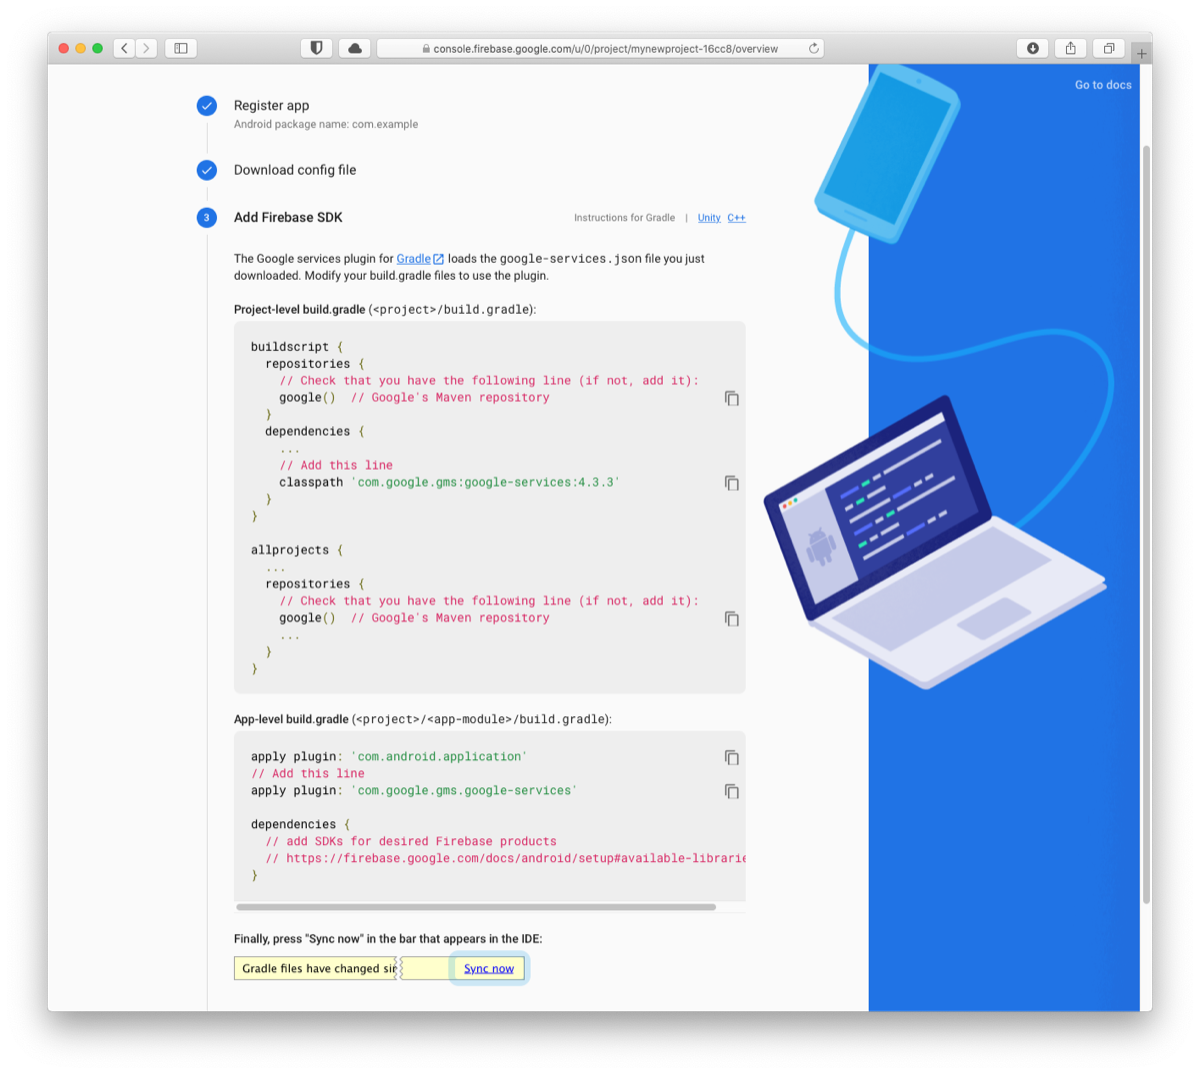 console.firebase.google.com/u/0/project/mynewproject-16cc8/overview
Go to docs
Register app
Android package name: com.example
Download config file
3 Add Firebase SDK Instructions for Gradle | Unity C++
The Google services plugin for Gradle loads the google-services.json file you just
downloaded. Modify your build.gradle files to use the plugin.
Project-level build.gradle (<project>/build.gradle):
buildscript {
  repositories {
    // Check that you have the following line (if not, add it):
    google()  // Google's Maven repository
  }
  dependencies {
    ...
    // Add this line
    classpath 'com.google.gms:google-services:4.3.3'
  }
}
allprojects {
  ...
  repositories {
    // Check that you have the following line (if not, add it):
    google()  // Google's Maven repository
    ...
  }
}
App-level build.gradle (<project>/<app-module>/build.gradle):
apply plugin: 'com.android.application'
// Add this line
apply plugin: 'com.google.gms.google-services'
dependencies {
  // add SDKs for desired Firebase products
  // https://firebase.google.com/docs/android/setup#available-librarie
}
Finally, press "Sync now" in the bar that appears in the IDE:
Gradle files have changed sin Sync now